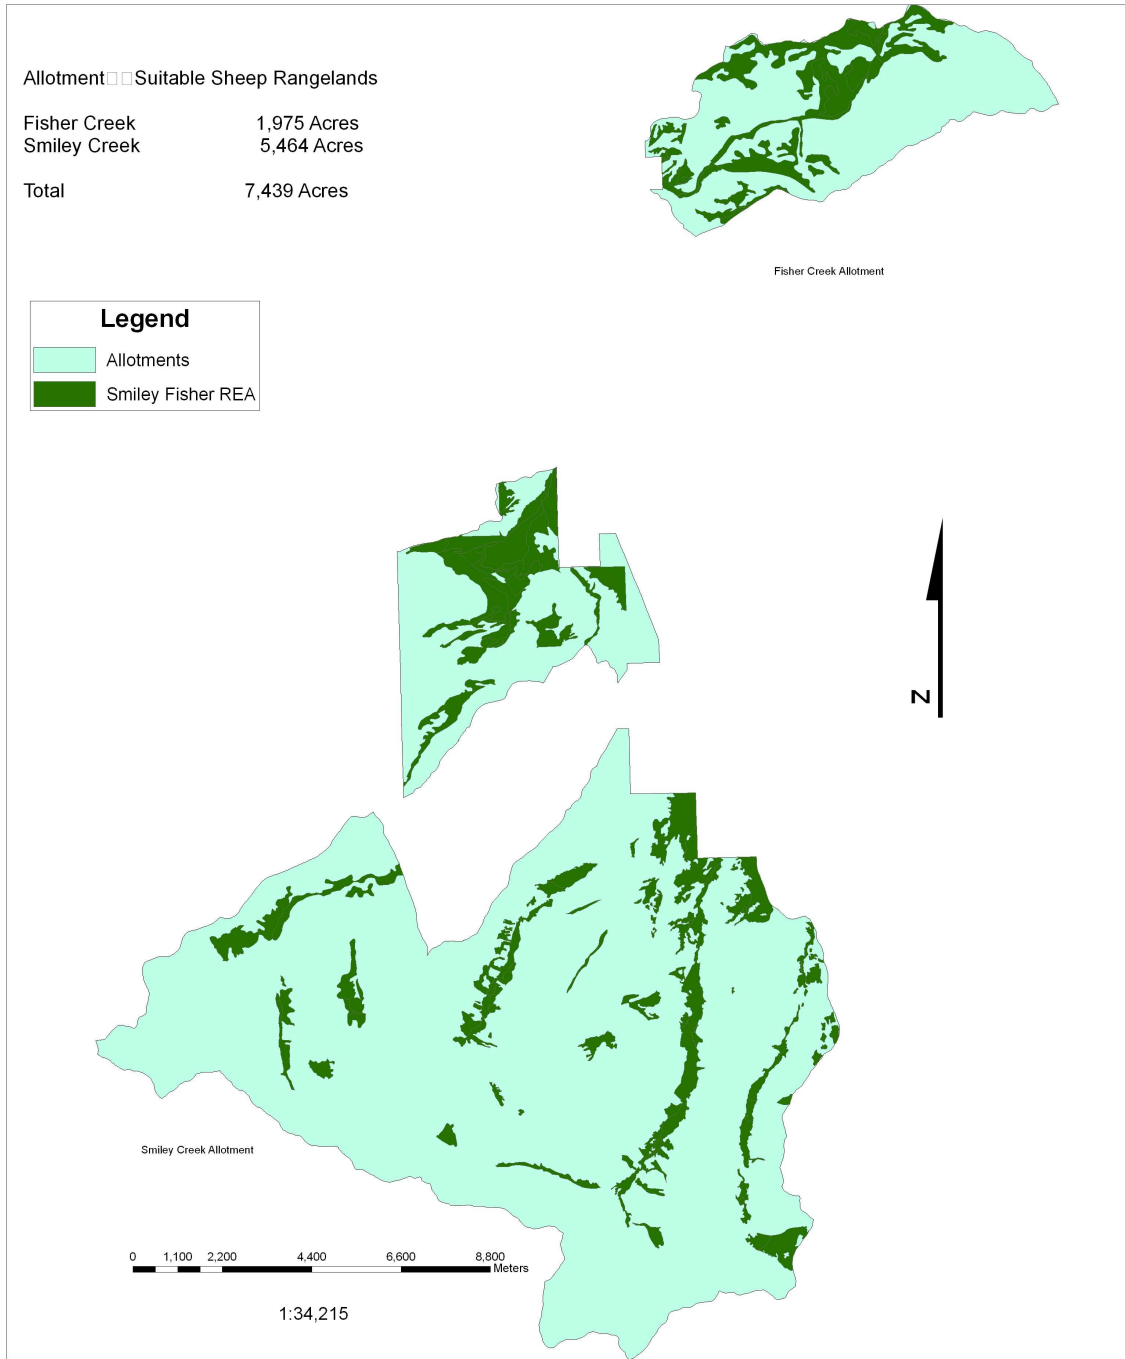 Allotment□□Suitable Sheep Rangelands
Fisher Creek 1,975 Acres
Smiley Creek 5,464 Acres
Total 7,439 Acres
Fisher Creek Allotment
Legend
Allotments
Smiley Fisher REA
N
Smiley Creek Allotment
0 1,100 2,200 4,400 6,600 8,800
Meters
1:34,215